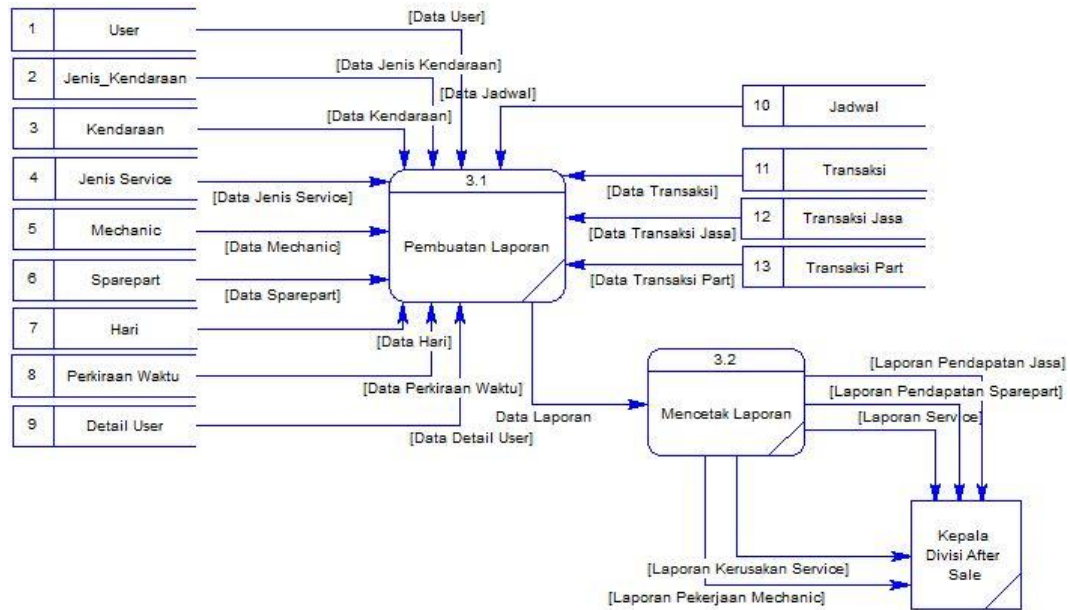 1
User
[Data User]
2
Jenis_Kendaraan
[Data Jenis Kendaraan]
[Data Jadwal]
10
Jadwal
3
Kendaraan
[Data Kendaraan]
4
Jenis Service
[Data Jenis Service]
3.1
Pembuatan Laporan
11
Transaksi
[Data Transaksi]
5
Mechanic
[Data Mechanic]
12
Transaksi Jasa
[Data Transaksi Jasa]
6
Sparepart
[Data Sparepart]
13
Transaksi Part
[Data Transaksi Part]
7
Hari
[Data Hari]
8
Perkiraan Waktu
[Data Perkiraan Waktu]
9
Detail User
[Data Detail User]
Data Laporan
3.2
Mencetak Laporan
[Laporan Pendapatan Jasa]
[Laporan Pendapatan Sparepart]
[Laporan Service]
Kepala
Divisi After
Sale
[Laporan Kerusakan Service]
[Laporan Pekerjaan Mechanic]